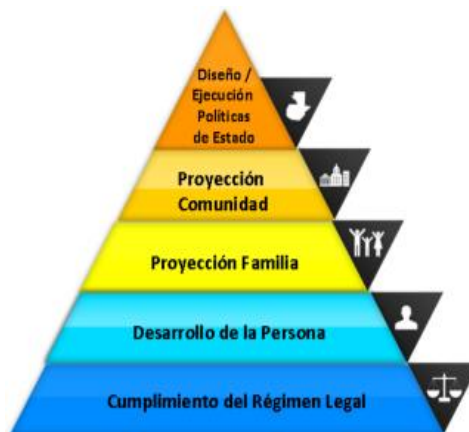 Diseño /
Ejecución
Políticas
de Estado
Proyección
Comunidad
Proyección Familia
Desarrollo de la Persona
Cumplimiento del Régimen Legal